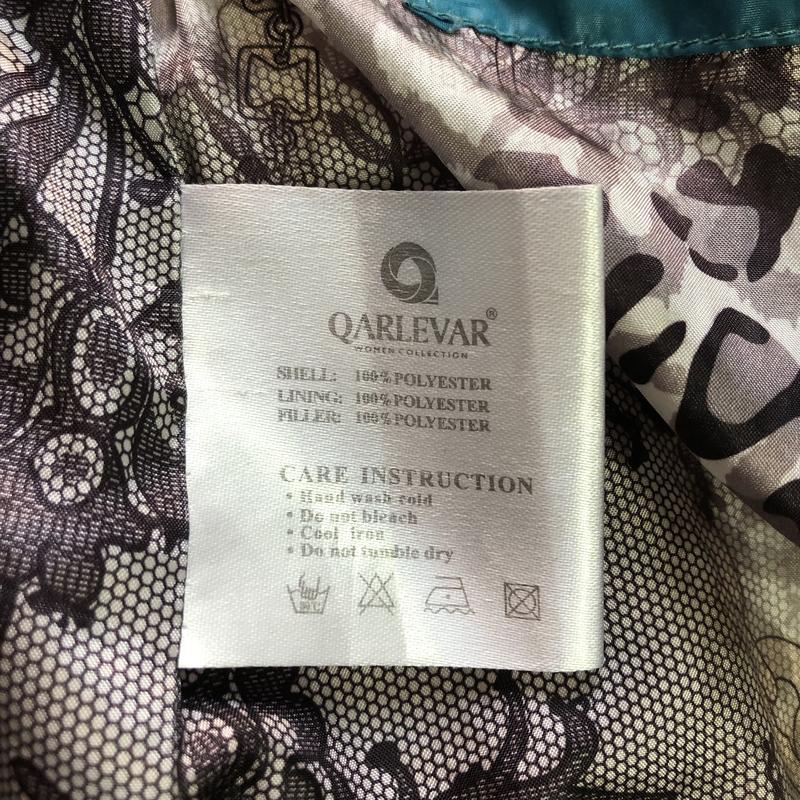 QARLEVAR®
WOMEN COLLECTION
SHELL: 100% POLYESTER
LINING: 100% POLYESTER
FILLER: 100% POLYESTER
CARE INSTRUCTION
• Hand wash cold
• Do not bleach
• Cool iron
• Do not tumble dry